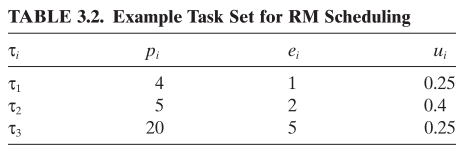 TABLE 3.2. Example Task Set for RM Scheduling
τi pi ei ui
τ1 4 1 0.25
τ2 5 2 0.4
τ3 20 5 0.25